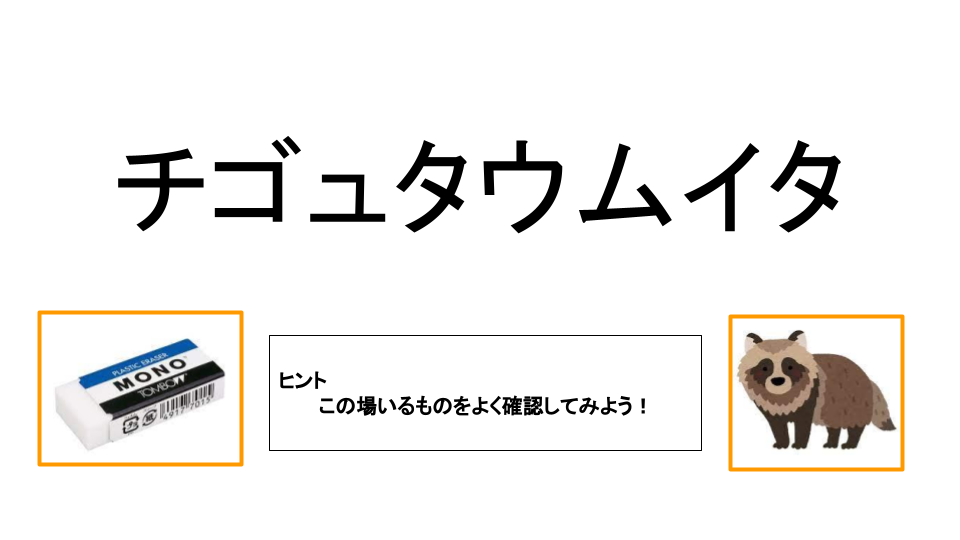 チゴュタウムイタ
PLASTIC ERASER
MONO
TOMBOW
ヒント
この場いるものをよく確認してみよう！